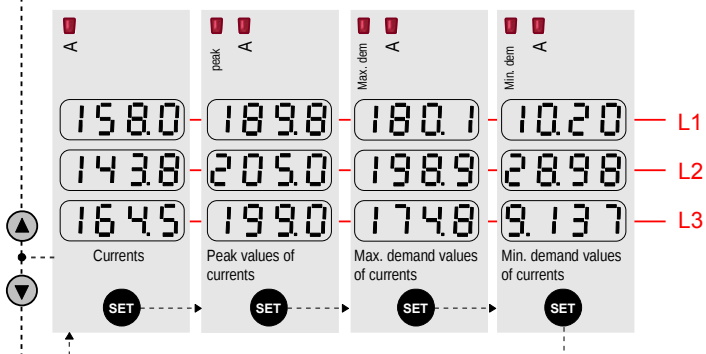 A
peak A
Max. dem A
Min. dem A
158.0 189.8 180.1 10.20 L1
143.8 205.0 198.9 28.98 L2
164.5 199.0 174.8 9.137 L3
Currents
Peak values of
currents
Max. demand values
of currents
Min. demand values
of currents
SET SET SET SET